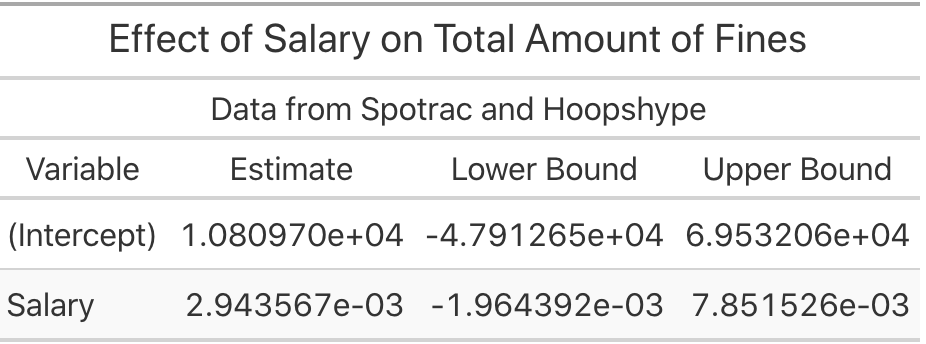 Effect of Salary on Total Amount of Fines
Data from Spotrac and Hoopshype
Variable Estimate Lower Bound Upper Bound
(Intercept) 1.080970e+04 -4.791265e+04 6.953206e+04
Salary 2.943567e-03 -1.964392e-03 7.851526e-03